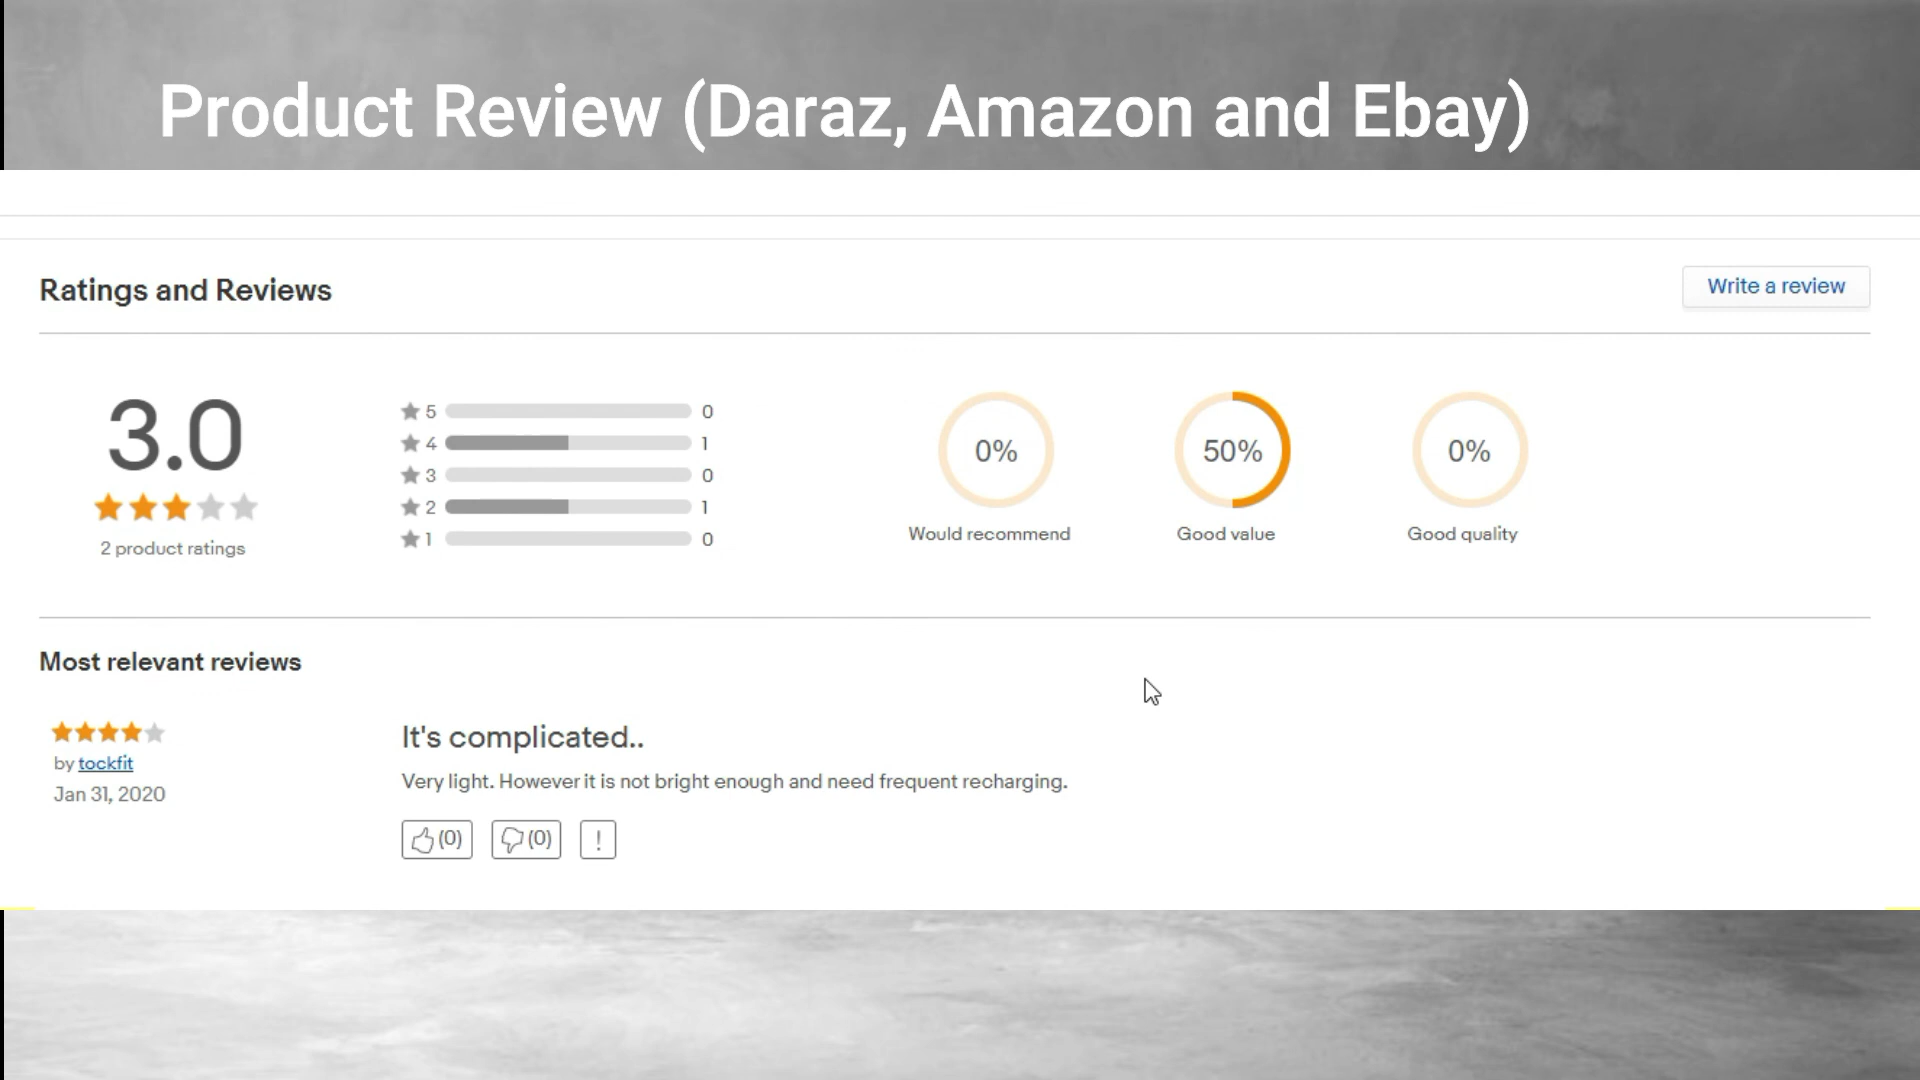 Product Review (Daraz, Amazon and Ebay)
Ratings and Reviews
Write a review
3.0
2 product ratings
5 0
4 1
3 0
2 1
1 0
0%
Would recommend
50%
Good value
0%
Good quality
Most relevant reviews
by tockfit
Jan 31, 2020
It's complicated..
Very light. However it is not bright enough and need frequent recharging.
(0) (0) !